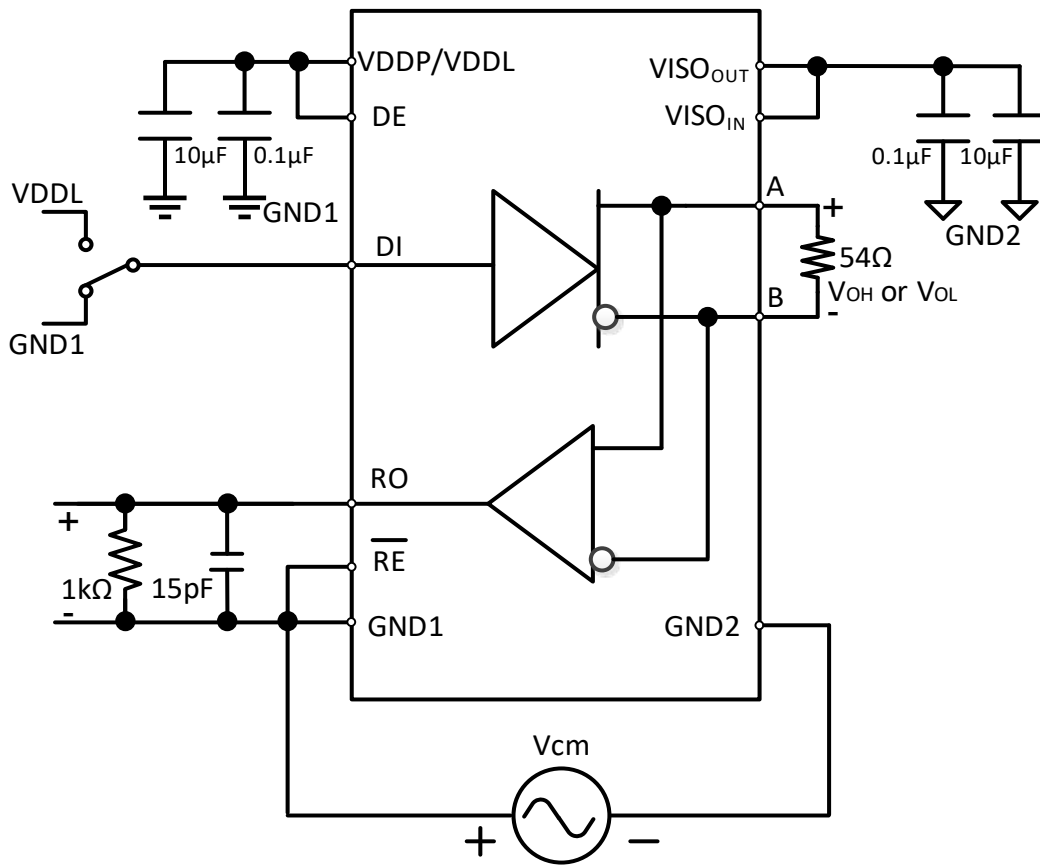 VDDP/VDDL
VISOOUT
DE
VISOIN
10µF
0.1µF
0.1µF
10µF
VDDL
GND1
A
+
GND2
DI
54Ω
B
VOH or VOL
-
GND1
RO
+
RE
1kΩ
15pF
-
GND1
GND2
Vcm
+
−